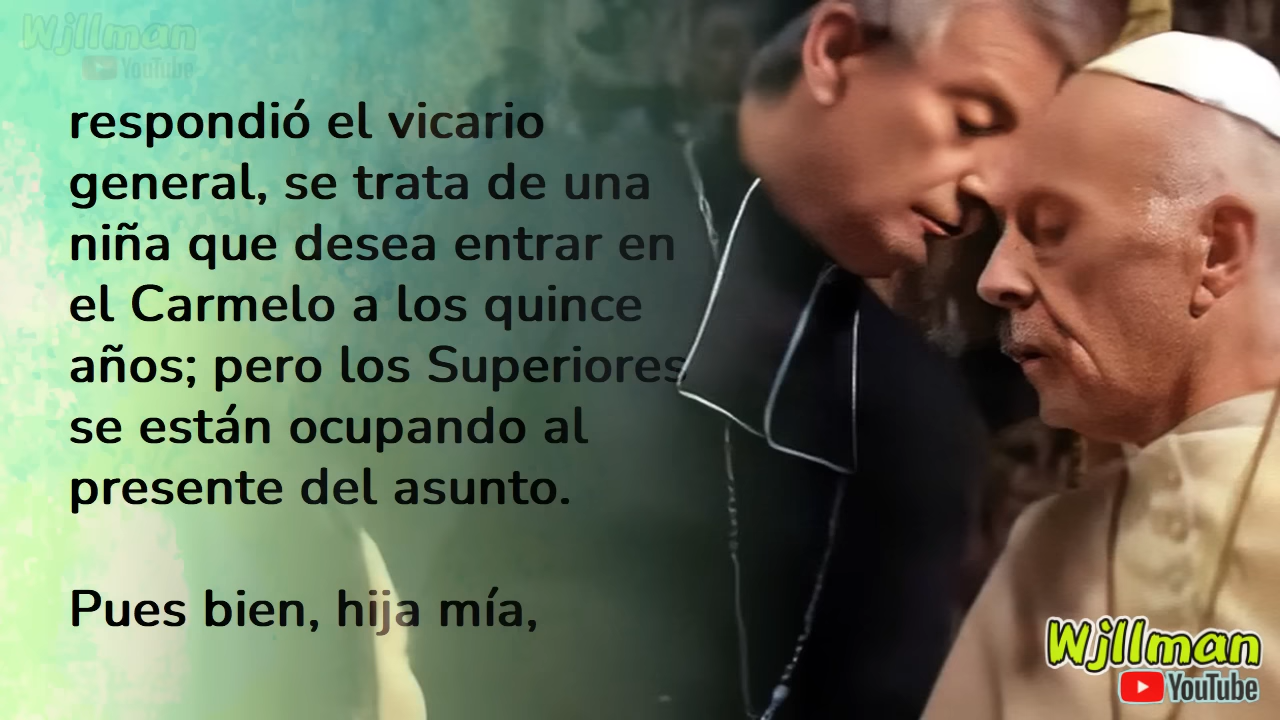 Wjllman
YouTube
respondió el vicario
general, se trata de una
niña que desea entrar en
el Carmelo a los quince
años; pero los Superiores
se están ocupando al
presente del asunto.
Pues bien, hija mía,
Wjllman
YouTube